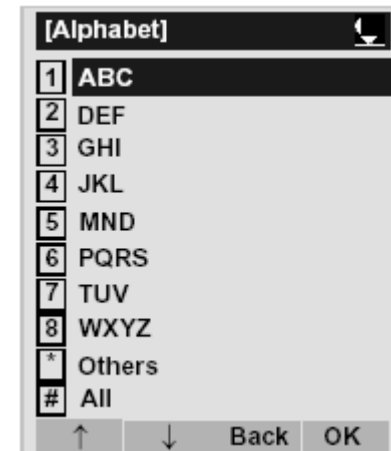 [Alphabet]
1 ABC
2 DEF
3 GHI
4 JKL
5 MND
6 PQRS
7 TUV
8 WXYZ
* Others
# All
↑ ↓ Back OK